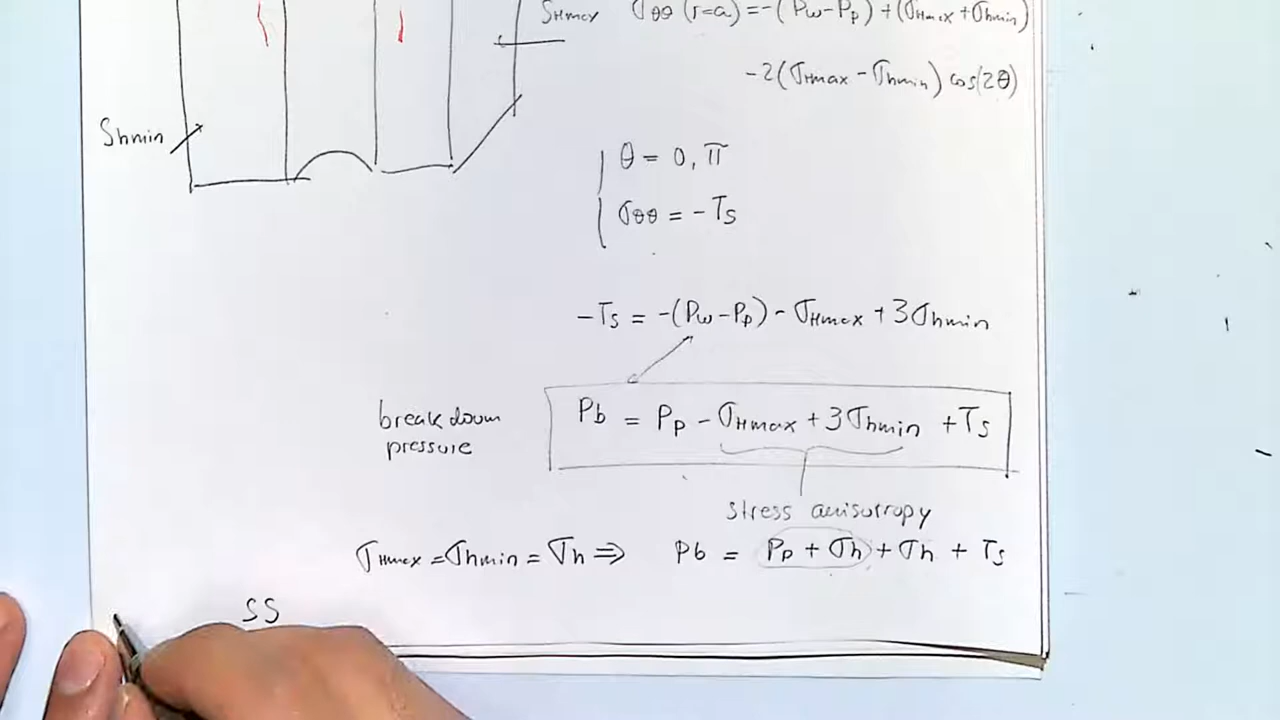 SHmax
σθθ (r=a) = -(Pw-Pp) + (σHmax + σhmin)
-2(σHmax - σhmin) cos(2θ)
Shmin
θ = 0, π
σθθ = -Ts
-Ts = -(Pw-Pp) - σHmax + 3σhmin
breakdown
pressure
Pb = Pp - σHmax + 3σhmin + Ts
stress anisotropy
σHmax = σhmin = σh ⇒ Pb = Pp + σh + σh + Ts
SS